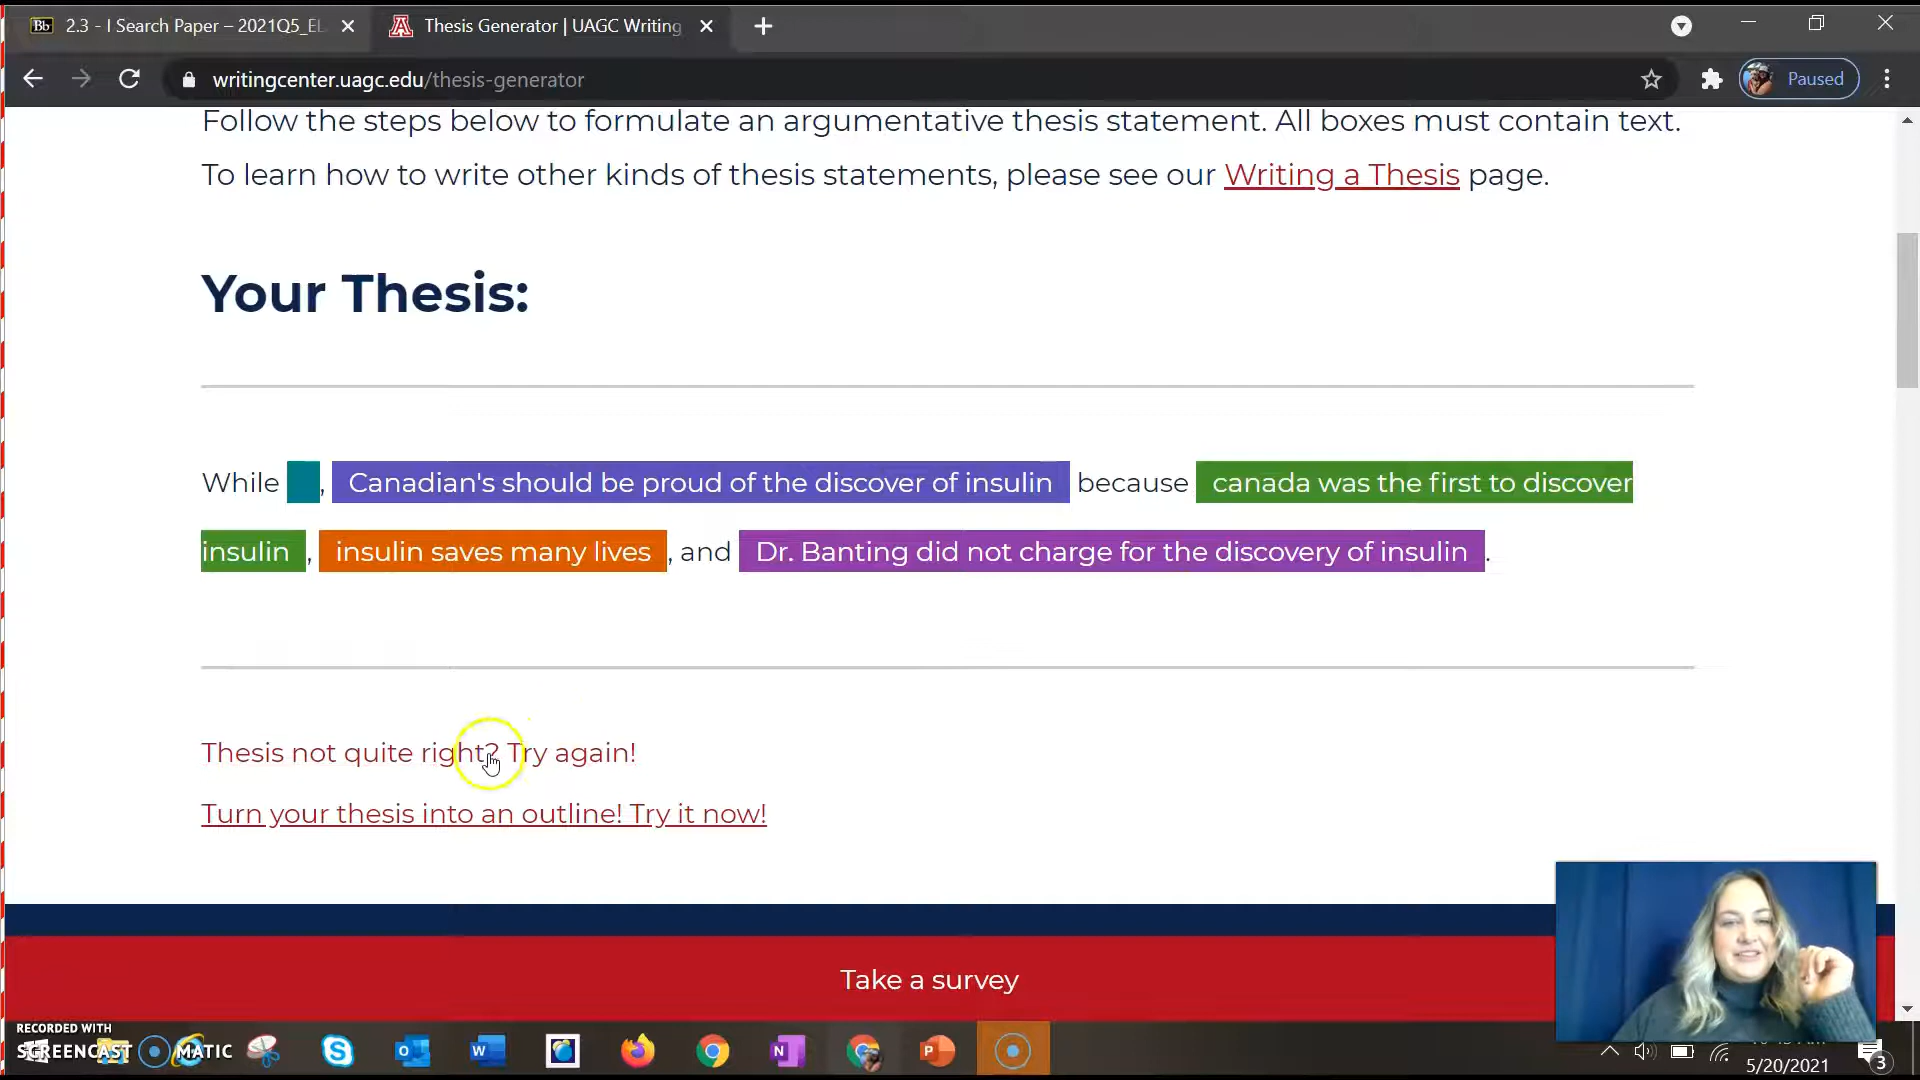 Bb 2.3 - I Search Paper – 2021Q5_EL
Thesis Generator | UAGC Writing
writingcenter.uagc.edu/thesis-generator
Paused
Follow the steps below to formulate an argumentative thesis statement. All boxes must contain text.
To learn how to write other kinds of thesis statements, please see our Writing a Thesis page.
Your Thesis:
While , Canadian's should be proud of the discover of insulin because canada was the first to discover
insulin , insulin saves many lives , and Dr. Banting did not charge for the discovery of insulin .
Thesis not quite right? Try again!
Turn your thesis into an outline! Try it now!
Take a survey
RECORDED WITH
SCREENCAST MATIC
5/20/2021
3